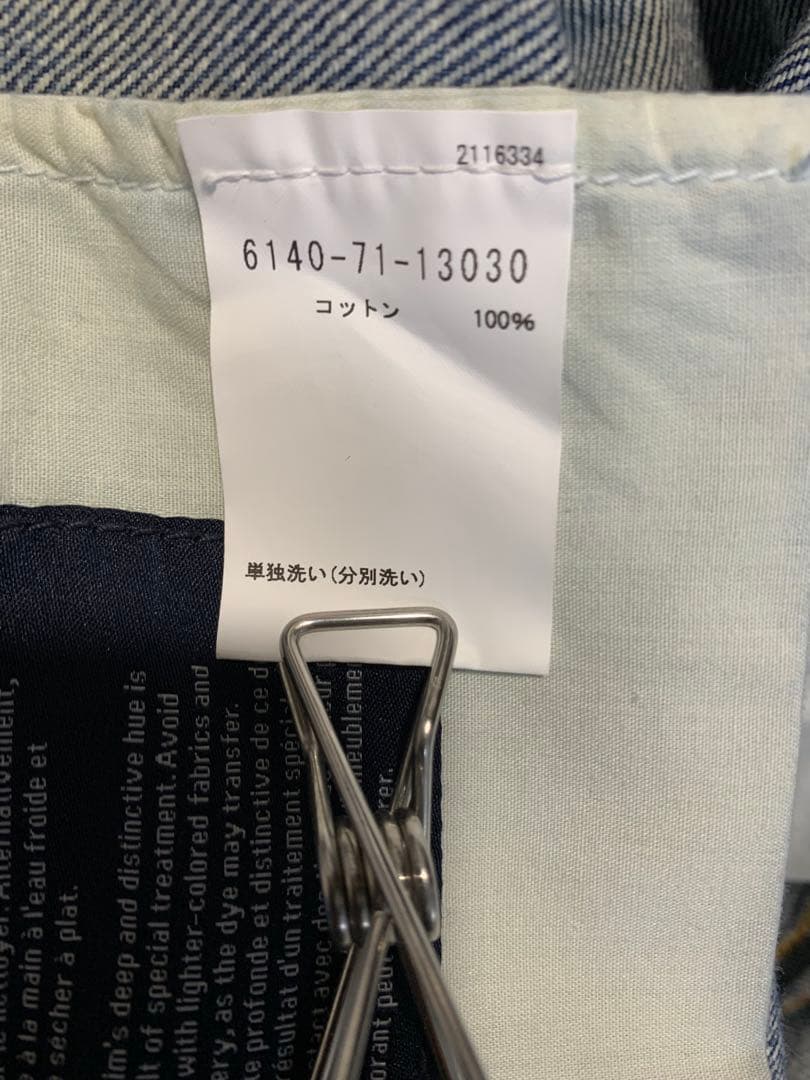 2116334
6140-71-13030
コットン 100%
単独洗い(分別洗い)
à la main à l'eau froide et
sécher à plat.
deep and distinctive hue is
of special treatment. Avoid
with lighter-colored fabrics and
as the dye may transfer.
profonde et distinctive de ce
résultat d'un traitement
avec